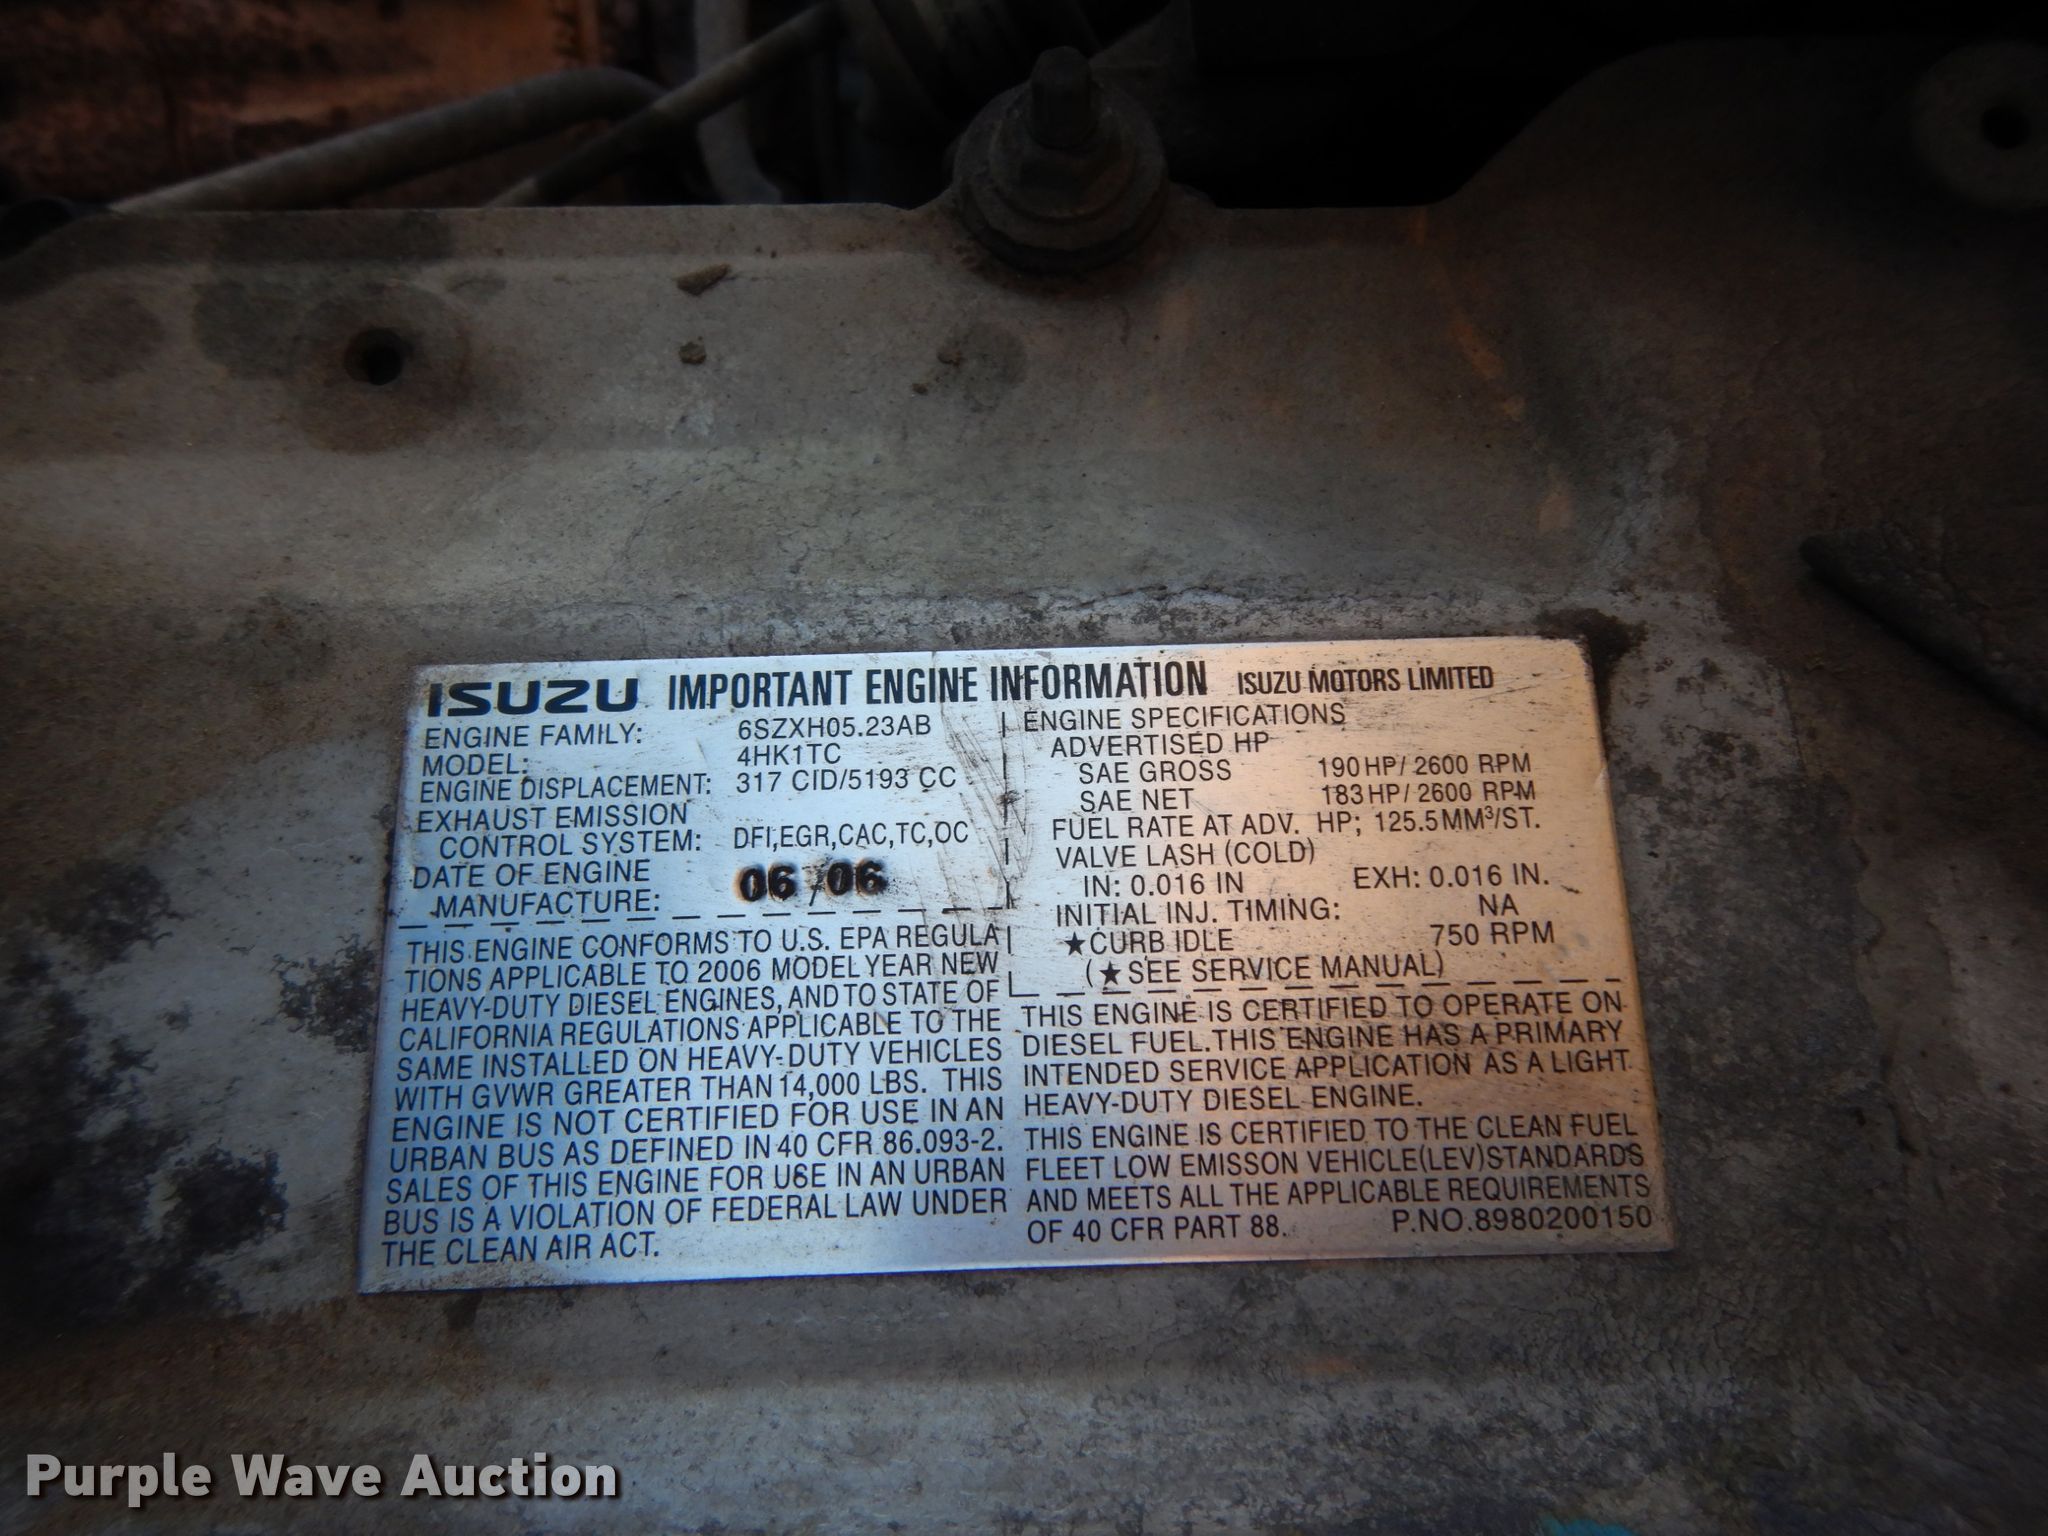 ISUZU IMPORTANT ENGINE INFORMATION ISUZU MOTORS LIMITED
ENGINE FAMILY: 6SZXH05.23AB
MODEL: 4HK1TC
ENGINE DISPLACEMENT: 317 CID/5193 CC
EXHAUST EMISSION
CONTROL SYSTEM: DFI,EGR,CAC,TC,OC
DATE OF ENGINE
MANUFACTURE: 06/06
THIS ENGINE CONFORMS TO U.S. EPA REGULA
TIONS APPLICABLE TO 2006 MODEL YEAR NEW
HEAVY-DUTY DIESEL ENGINES, AND TO STATE OF
CALIFORNIA REGULATIONS APPLICABLE TO THE
SAME INSTALLED ON HEAVY-DUTY VEHICLES
WITH GVWR GREATER THAN 14,000 LBS. THIS
ENGINE IS NOT CERTIFIED FOR USE IN AN
URBAN BUS AS DEFINED IN 40 CFR 86.093-2.
SALES OF THIS ENGINE FOR USE IN AN URBAN
BUS IS A VIOLATION OF FEDERAL LAW UNDER
THE CLEAN AIR ACT.
ENGINE SPECIFICATIONS
ADVERTISED HP
SAE GROSS 190HP/2600 RPM
SAE NET 183HP/2600 RPM
FUEL RATE AT ADV. HP; 125.5MM³/ST.
VALVE LASH (COLD)
IN: 0.016 IN EXH: 0.016 IN.
INITIAL INJ. TIMING: NA
★CURB IDLE 750 RPM
(★SEE SERVICE MANUAL)
THIS ENGINE IS CERTIFIED TO OPERATE ON
DIESEL FUEL. THIS ENGINE HAS A PRIMARY
INTENDED SERVICE APPLICATION AS A LIGHT
HEAVY-DUTY DIESEL ENGINE.
THIS ENGINE IS CERTIFIED TO THE CLEAN FUEL
FLEET LOW EMISSON VEHICLE(LEV)STANDARDS
AND MEETS ALL THE APPLICABLE REQUIREMENTS
OF 40 CFR PART 88. P.NO.8980200150
Purple Wave Auction